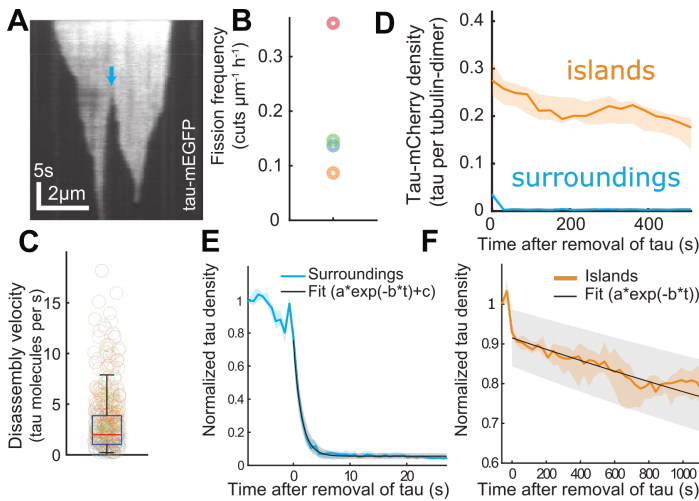 A
5s
2μm
tau-mEGFP
B
Fission frequency
(cuts μm⁻¹ h⁻¹)
0.3
0.2
0.1
0
C
Disassembly velocity
(tau molecules per s)
15
10
5
0
D
Tau-mCherry density
(tau per tubulin-dimer)
0.4
0.3
0.2
0.1
0
islands
surroundings
0
200
400
Time after removal of tau (s)
E
Normalized tau density
1
0.8
0.6
0.4
0.2
0
Surroundings
Fit (a*exp(-b*t)+c)
0
10
20
Time after removal of tau (s)
F
Normalized tau density
1
0.9
0.8
0.7
0.6
Islands
Fit (a*exp(-b*t))
0
200
400
600
800
1000
Time after removal of tau (s)